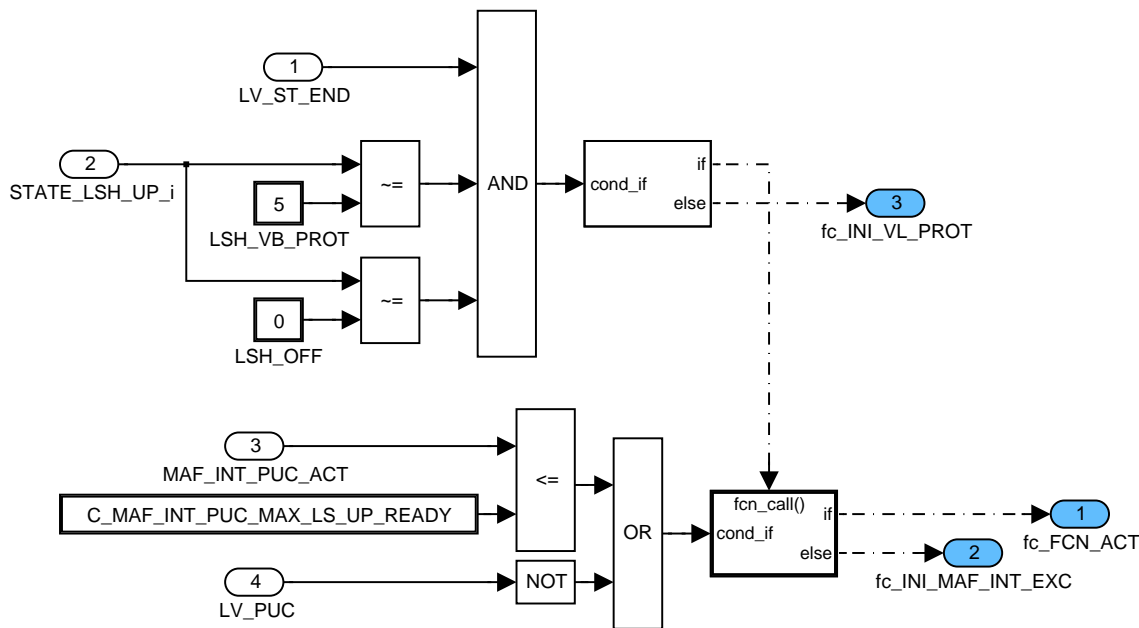 1
LV_ST_END
2
STATE_LSH_UP_i
5
LSH_VB_PROT
~=
0
LSH_OFF
~=
AND
cond_if
if
else
3
fc_INI_VL_PROT
3
MAF_INT_PUC_ACT
C_MAF_INT_PUC_MAX_LS_UP_READY
<=
4
LV_PUC
NOT
OR
fcn_call()
cond_if
if
else
1
fc_FCN_ACT
2
fc_INI_MAF_INT_EXC